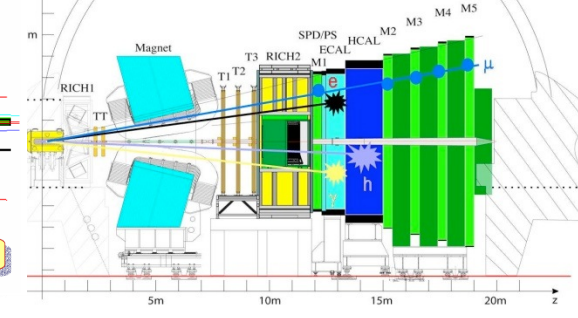 m
RICH1
TT
Magnet
T1
T2
T3
RICH2
SPD/PS
M1
ECAL
HCAL
M2
M3
M4
M5
e
μ
h
γ
5m
10m
15m
20m
z